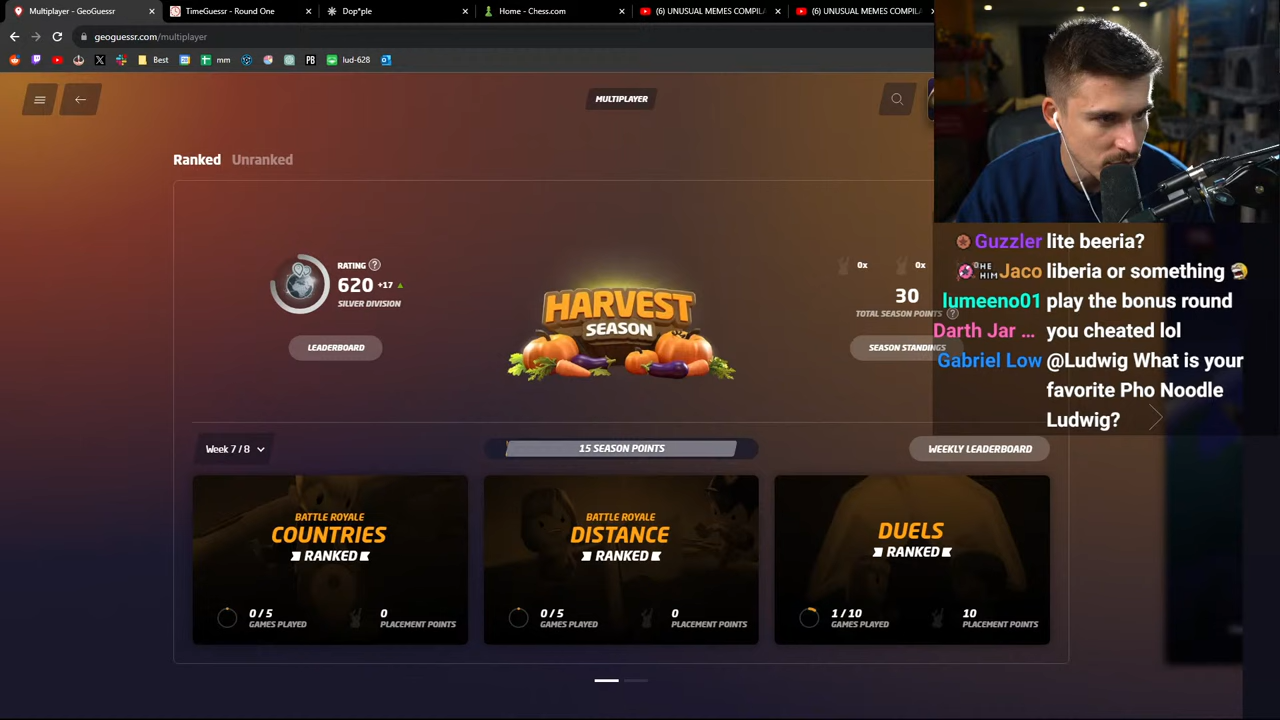 Multiplayer - GeoGuessr
TimeGuessr - Round One
Dop*ple
Home - Chess.com
(6) UNUSUAL MEMES COMPIL
(6) UNUSUAL MEMES COMPIL
geoguessr.com/multiplayer
Best
mm
PB
lud-628
MULTIPLAYER
Ranked
Unranked
RATING ?
620 +17
SILVER DIVISION
LEADERBOARD
HARVEST
SEASON
0x
0x
30
TOTAL SEASON POINTS ?
SEASON STANDINGS
Week 7 / 8
15 SEASON POINTS
WEEKLY LEADERBOARD
BATTLE ROYALE
COUNTRIES
RANKED
0 / 5
GAMES PLAYED
0
PLACEMENT POINTS
BATTLE ROYALE
DISTANCE
RANKED
0 / 5
GAMES PLAYED
0
PLACEMENT POINTS
DUELS
RANKED
1 / 10
GAMES PLAYED
10
PLACEMENT POINTS
Guzzler lite beeria?
THE HIM Jaco liberia or something
lumeeno01 play the bonus round
Darth Jar ... you cheated lol
Gabriel Low @Ludwig What is your
favorite Pho Noodle
Ludwig?